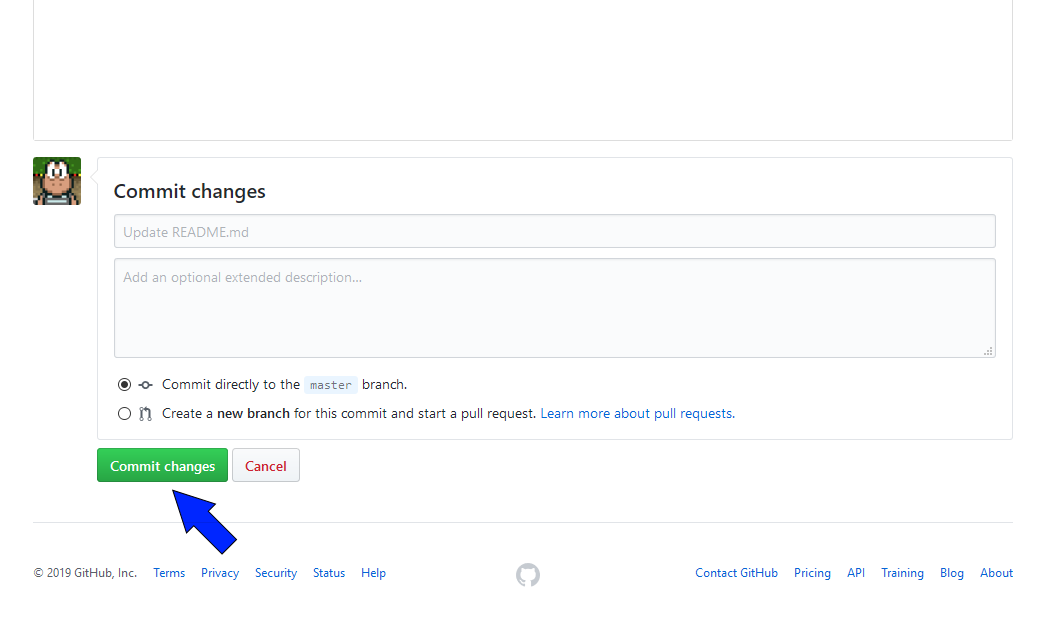 Commit changes
Update README.md
Add an optional extended description...
Commit directly to the master branch.
Create a new branch for this commit and start a pull request. Learn more about pull requests.
Commit changes Cancel
© 2019 GitHub, Inc. Terms Privacy Security Status Help Contact GitHub Pricing API Training Blog About